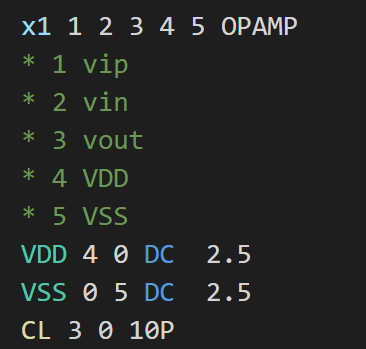 x1 1 2 3 4 5 OPAMP
* 1 vip
* 2 vin
* 3 vout
* 4 VDD
* 5 VSS
VDD 4 0 DC  2.5
VSS 0 5 DC  2.5
CL 3 0 10P